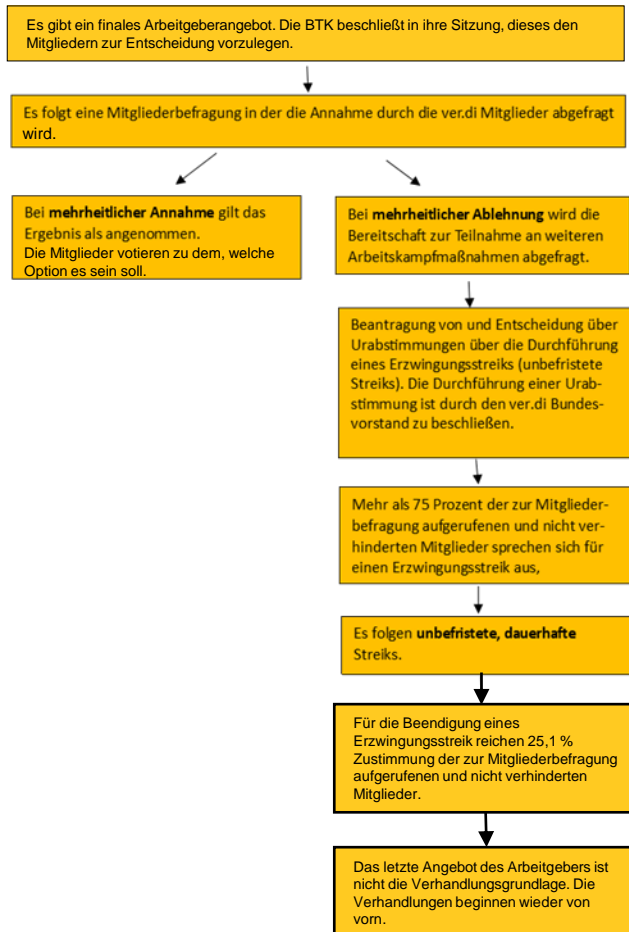 Es gibt ein finales Arbeitgeberangebot. Die BTK beschließt in ihre Sitzung, dieses den
Mitgliedern zur Entscheidung vorzulegen.
Es folgt eine Mitgliederbefragung in der die Annahme durch die ver.di Mitglieder abgefragt
wird.
Bei mehrheitlicher Annahme gilt das
Ergebnis als angenommen.
Die Mitglieder votieren zu dem, welche
Option es sein soll.
Bei mehrheitlicher Ablehnung wird die
Bereitschaft zur Teilnahme an weiteren
Arbeitskampfmaßnahmen abgefragt.
Beantragung von und Entscheidung über
Urabstimmungen über die Durchführung
eines Erzwingungsstreiks (unbefristete
Streiks). Die Durchführung einer Urab-
stimmung ist durch den ver.di Bundes-
vorstand zu beschließen.
Mehr als 75 Prozent der zur Mitglieder-
befragung aufgerufenen und nicht ver-
hinderten Mitglieder sprechen sich für
einen Erzwingungsstreik aus,
Es folgen unbefristete, dauerhafte
Streiks.
Für die Beendigung eines
Erzwingungsstreik reichen 25,1 %
Zustimmung der zur Mitgliederbefragung
aufgerufenen und nicht verhinderten
Mitglieder.
Das letzte Angebot des Arbeitgebers ist
nicht die Verhandlungsgrundlage. Die
Verhandlungen beginnen wieder von
vorn.